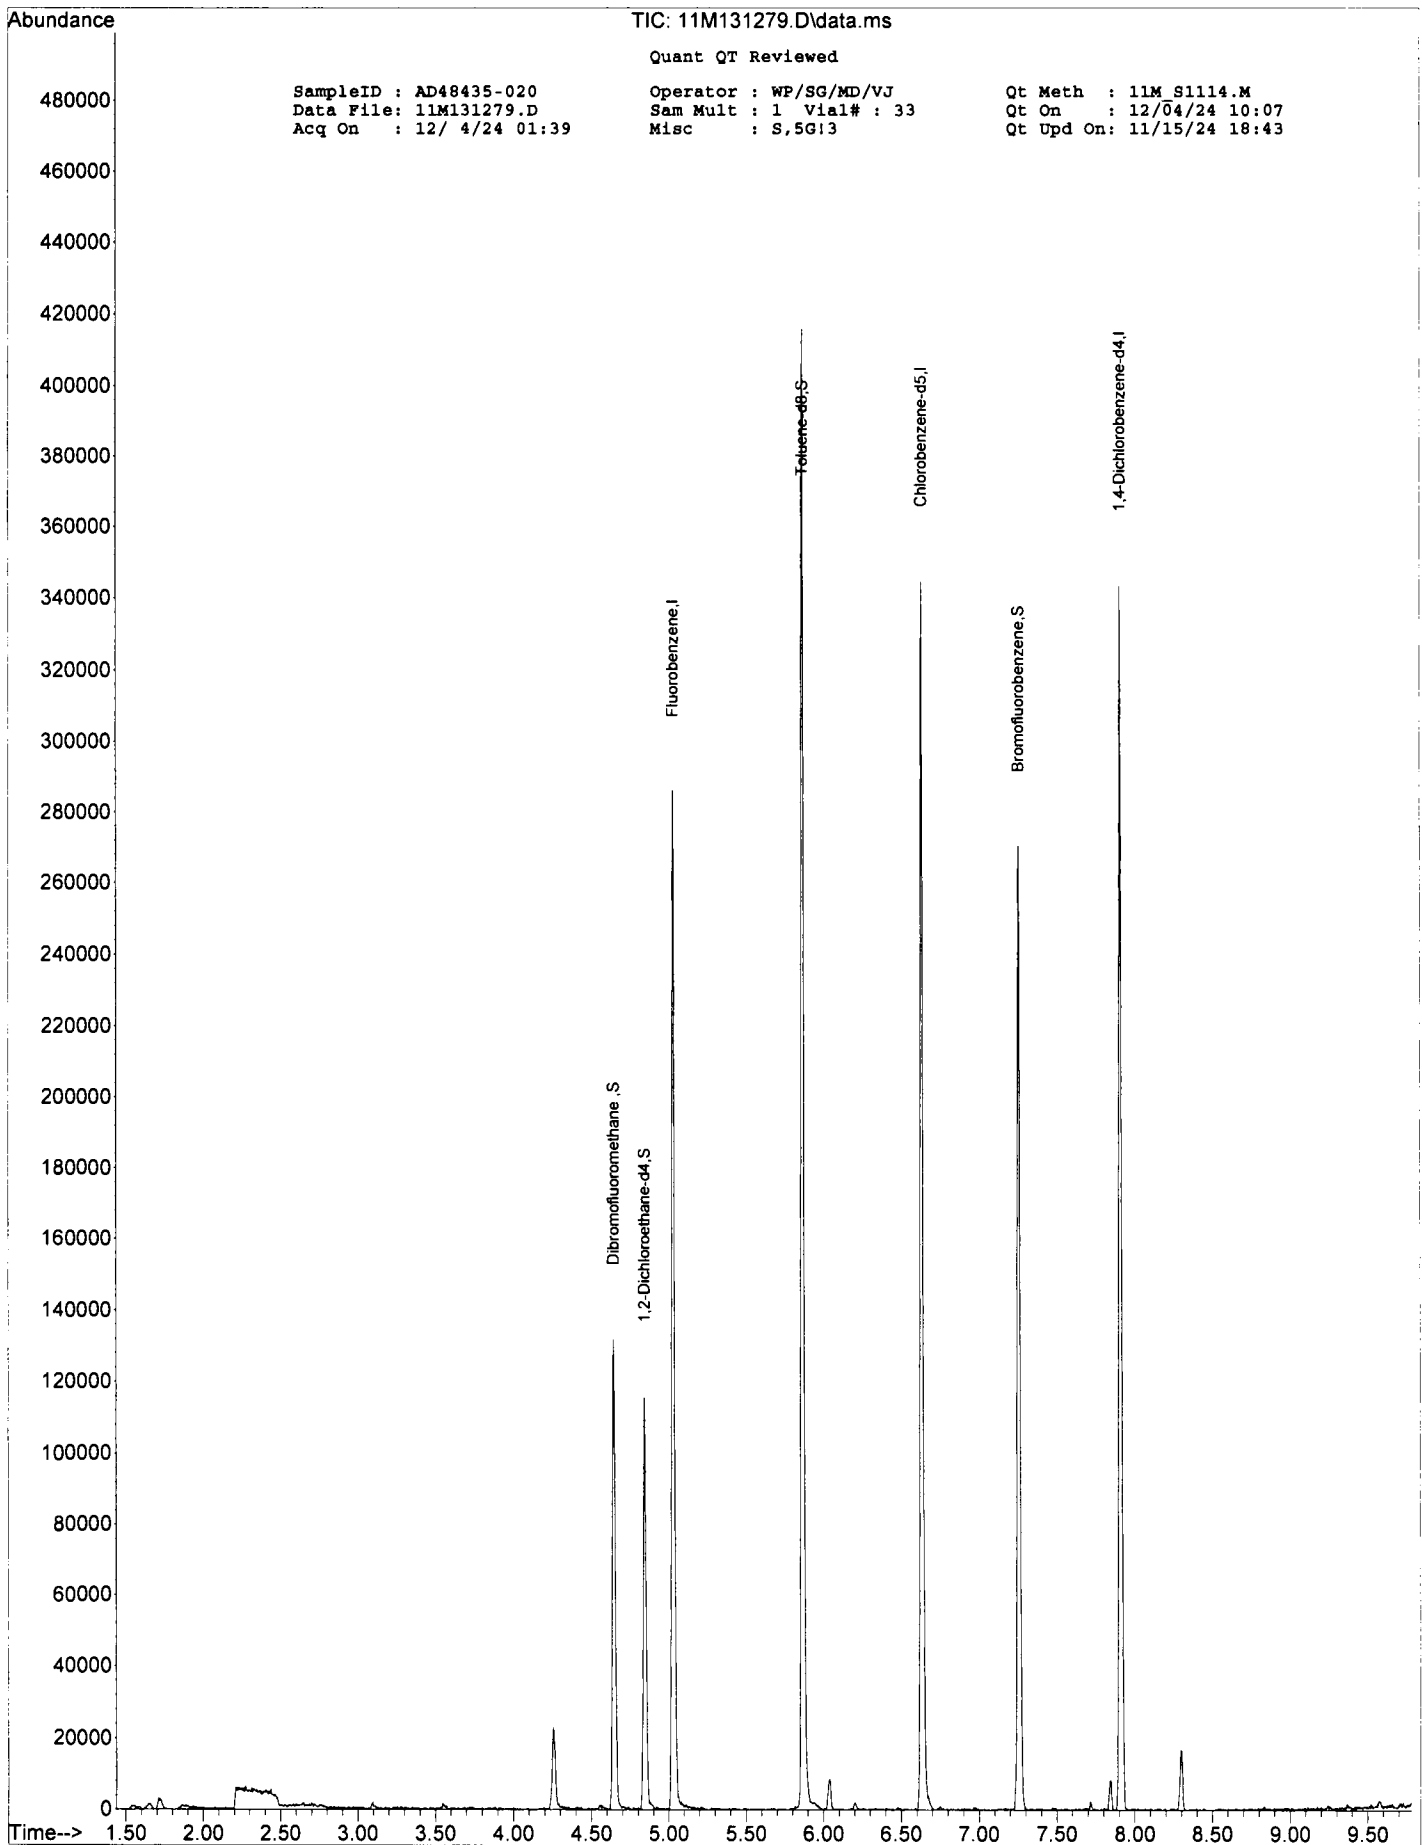 Abundance
TIC: 11M131279.D\data.ms
Quant QT Reviewed
SampleID : AD48435-020 Operator : WP/SG/MD/VJ Qt Meth : 11M_S1114.M
Data File: 11M131279.D Sam Mult : 1 Vial# : 33 Qt On : 12/04/24 10:07
Acq On : 12/ 4/24 01:39 Misc : S,5G!3 Qt Upd On: 11/15/24 18:43
480000
460000
440000
420000
400000
380000
360000
340000
320000
300000
280000
260000
240000
220000
200000
180000
160000
140000
120000
100000
80000
60000
40000
20000
0
Dibromofluoromethane ,S
1,2-Dichloroethane-d4,S
Fluorobenzene,I
Toluene-d8,S
Chlorobenzene-d5,I
Bromofluorobenzene,S
1,4-Dichlorobenzene-d4,I
Time--> 1.50 2.00 2.50 3.00 3.50 4.00 4.50 5.00 5.50 6.00 6.50 7.00 7.50 8.00 8.50 9.00 9.50